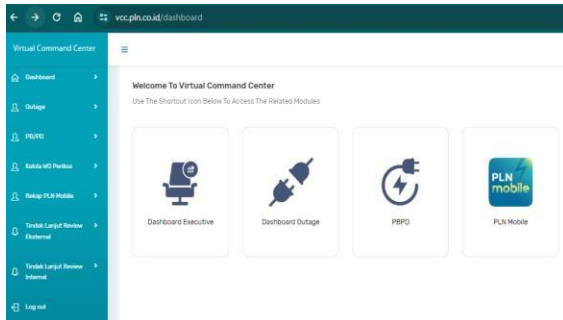 vcc.pln.co.id/dashboard
Virtual Command Center
Dashboard
Outage
PB/PD
Kelola WO Periksa
Rekap PLN Mobile
Tindak Lanjut Review
Eksternal
Tindak Lanjut Review
Internal
Log out
Welcome To Virtual Command Center
Use The Shortcut Icon Below To Access The Related Modules
Dashboard Executive
Dashboard Outage
PBPD
PLN
mobile
PLN Mobile